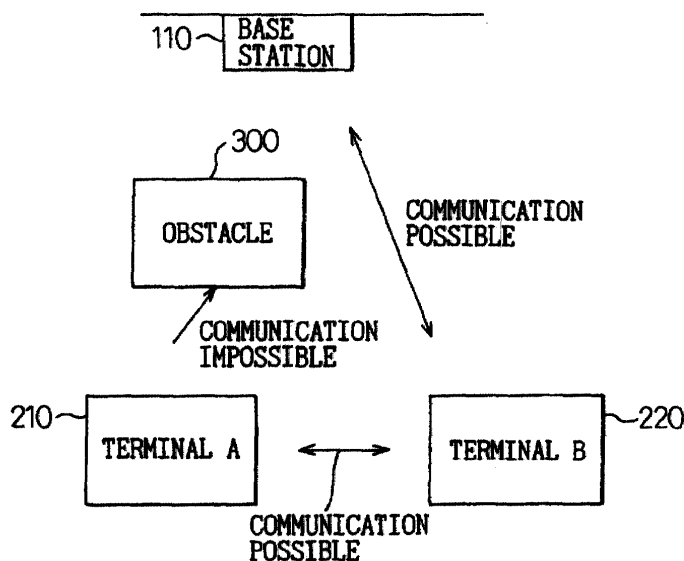 110
BASE
STATION
300
OBSTACLE
COMMUNICATION
POSSIBLE
COMMUNICATION
IMPOSSIBLE
210
TERMINAL A
TERMINAL B
220
COMMUNICATION
POSSIBLE